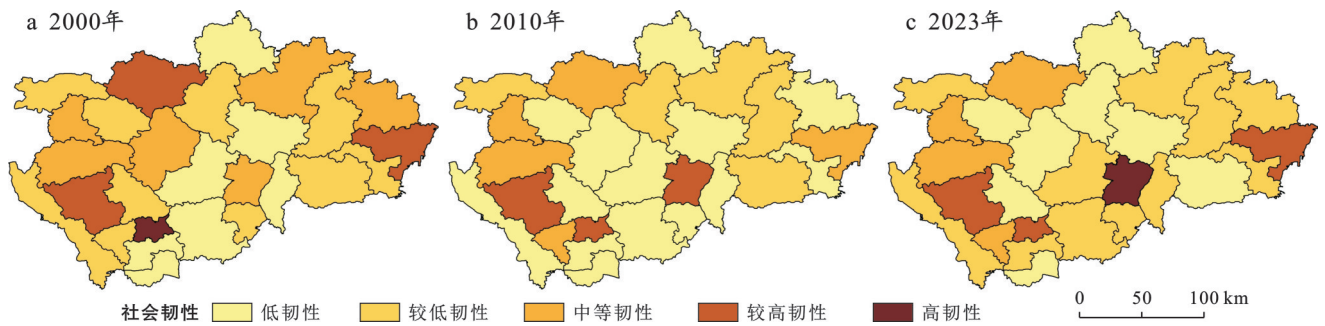 a 2000年
b 2010年
c 2023年
社会韧性 低韧性 较低韧性 中等韧性 较高韧性 高韧性
0 50 100 km